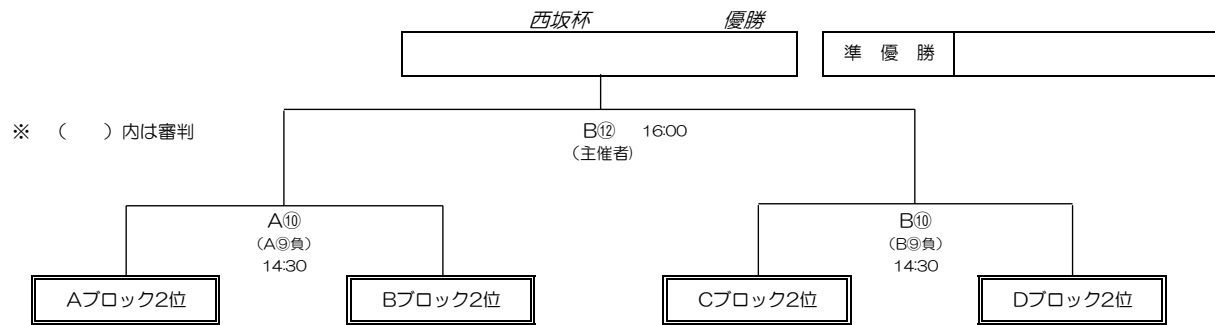 西坂杯 優勝
準 優 勝
※ （ ）内は審判
B⑫ 16:00
（主催者）
A⑩
（A⑨負）
14:30
B⑩
（B⑨負）
14:30
Aブロック2位
Bブロック2位
Cブロック2位
Dブロック2位